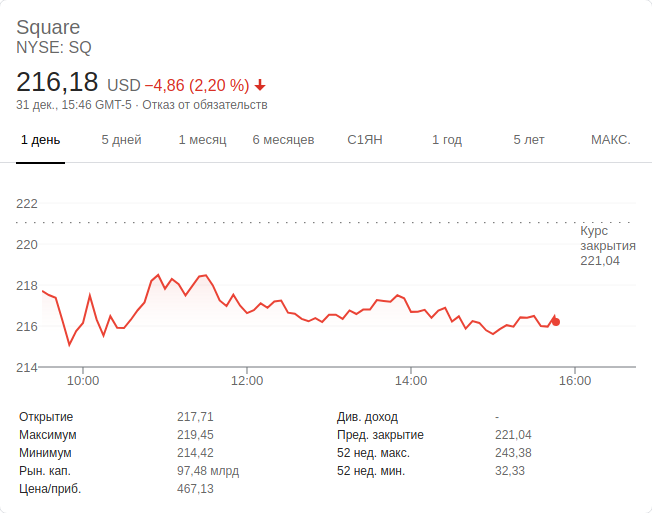 Square
NYSE: SQ
216,18 USD −4,86 (2,20 %)
31 дек., 15:46 GMT-5 · Отказ от обязательств
1 день 5 дней 1 месяц 6 месяцев С1ЯН 1 год 5 лет МАКС.
222
Курс
закрытия
221,04
220
218
216
214
10:00 12:00 14:00 16:00
Открытие 217,71 Див. доход -
Максимум 219,45 Пред. закрытие 221,04
Минимум 214,42 52 нед. макс. 243,38
Рын. кап. 97,48 млрд 52 нед. мин. 32,33
Цена/приб. 467,13